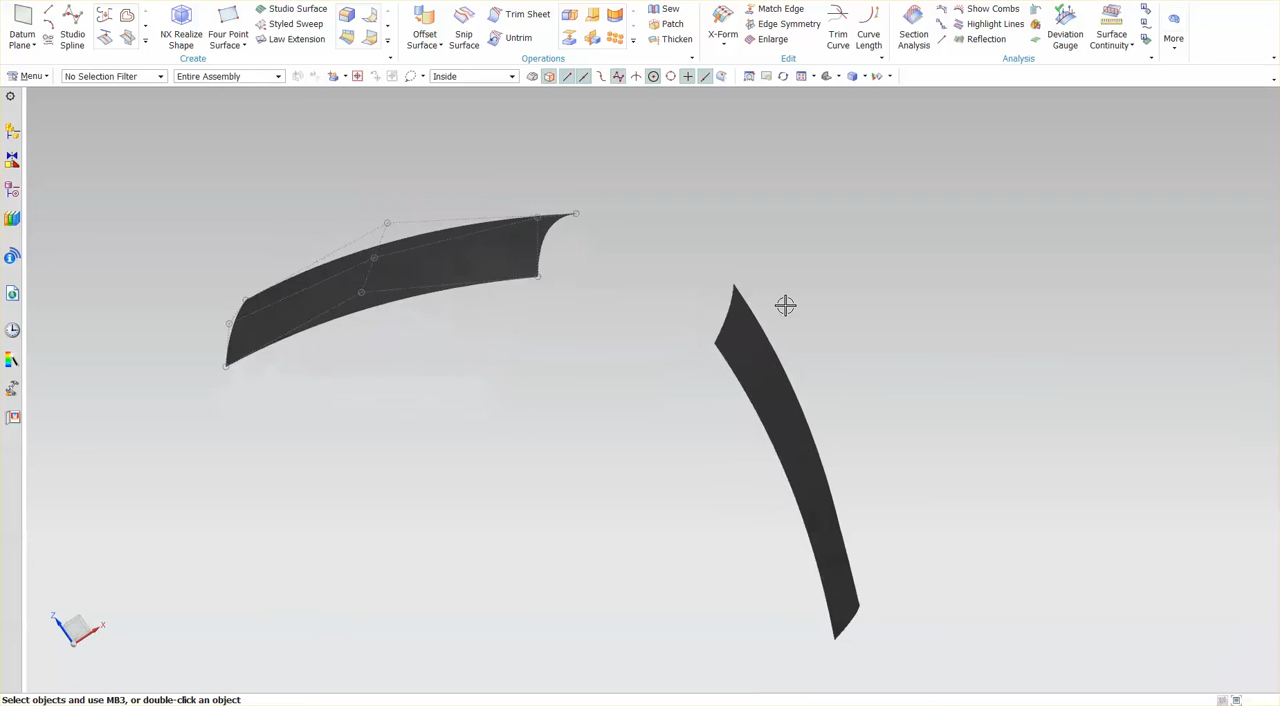 Datum Plane
Studio Spline
NX Realize Shape
Four Point Surface
Studio Surface
Styled Sweep
Law Extension
Create
Offset Surface
Snip Surface
Trim Sheet
Untrim
Sew
Patch
Thicken
Operations
X-Form
Match Edge
Edge Symmetry
Enlarge
Trim Curve
Curve Length
Edit
Section Analysis
Show Combs
Highlight Lines
Reflection
Deviation Gauge
Surface Continuity
Analysis
More
Menu
No Selection Filter
Entire Assembly
Inside
Z
X
Select objects and use MB3, or double-click an object